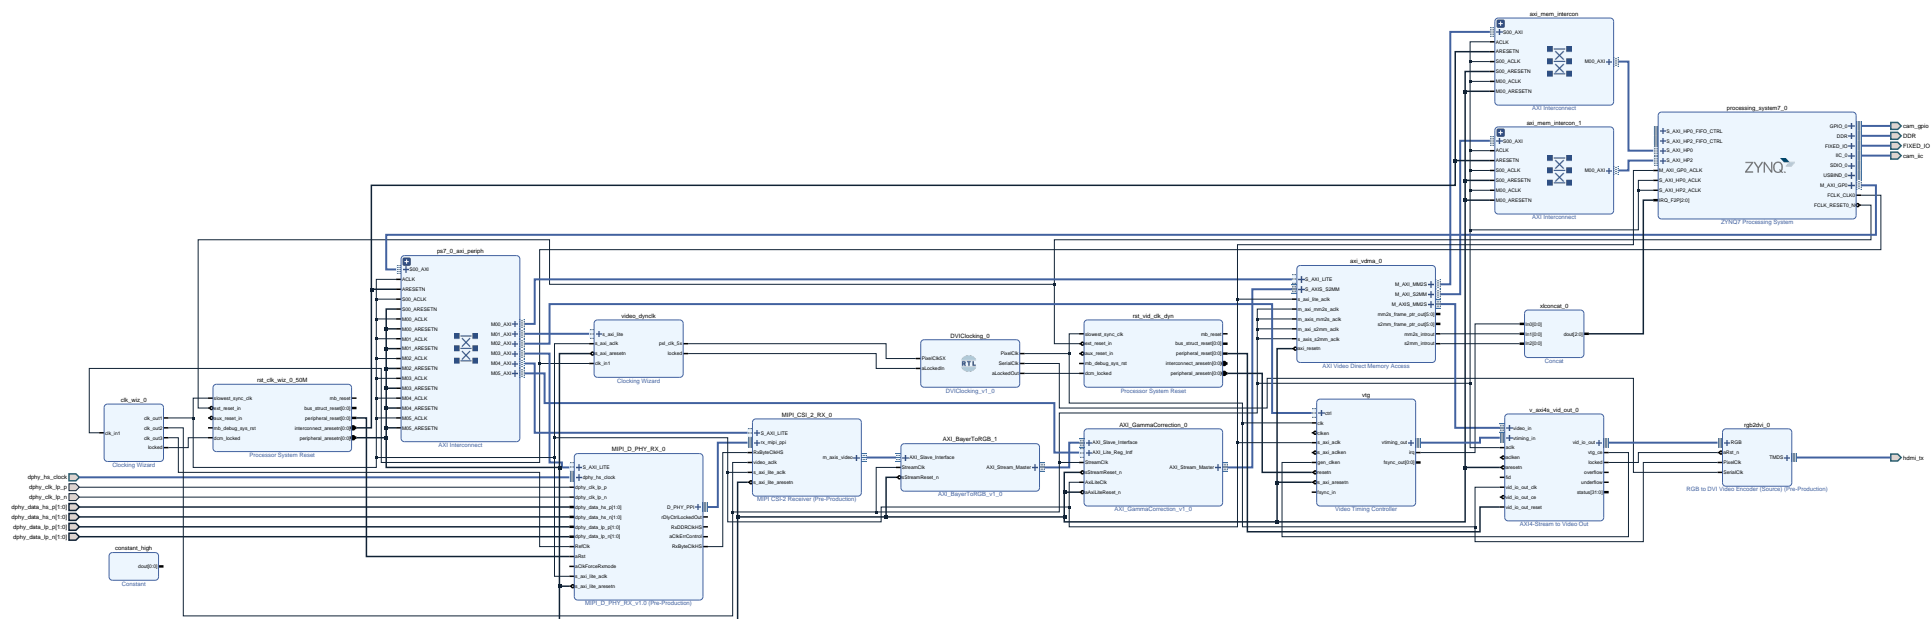 axi_mem_intercon
S00_AXI
ACLK
ARESETN
S00_ACLK
S00_ARESETN
M00_ACLK
M00_ARESETN
M00_AXI
AXI Interconnect
axi_mem_intercon_1
S00_AXI
ACLK
ARESETN
S00_ACLK
S00_ARESETN
M00_ACLK
M00_ARESETN
M00_AXI
AXI Interconnect
processing_system7_0
S_AXI_HP0_FIFO_CTRL
S_AXI_HP2_FIFO_CTRL
S_AXI_HP0
S_AXI_HP2
M_AXI_GP0_ACLK
S_AXI_HP0_ACLK
S_AXI_HP2_ACLK
IRQ_F2P[2:0]
ZYNQ
GPIO_0
DDR
FIXED_IO
IIC_0
SDIO_0
USBIND_0
M_AXI_GP0
FCLK_CLK0
FCLK_RESET0_N
ZYNQ7 Processing System
cam_gpio
DDR
FIXED_IO
cam_iic
ps7_0_axi_periph
S00_AXI
ACLK
ARESETN
S00_ACLK
S00_ARESETN
M00_ACLK
M00_ARESETN
M01_ACLK
M01_ARESETN
M02_ACLK
M02_ARESETN
M03_ACLK
M03_ARESETN
M04_ACLK
M04_ARESETN
M05_ACLK
M05_ARESETN
M00_AXI
M01_AXI
M02_AXI
M03_AXI
M04_AXI
M05_AXI
AXI Interconnect
axi_vdma_0
S_AXI_LITE
S_AXIS_S2MM
s_axi_lite_aclk
m_axi_mm2s_aclk
m_axis_mm2s_aclk
m_axi_s2mm_aclk
s_axis_s2mm_aclk
axi_resetn
M_AXI_MM2S
M_AXI_S2MM
M_AXIS_MM2S
mm2s_frame_ptr_out[5:0]
s2mm_frame_ptr_out[5:0]
mm2s_introut
s2mm_introut
AXI Video Direct Memory Access
xlconcat_0
In0[0:0]
In1[0:0]
In2[0:0]
dout[2:0]
Concat
video_dynclk
s_axi_lite
s_axi_aclk
s_axi_aresetn
clk_in1
pxl_clk_5x
locked
Clocking Wizard
DVIClocking_0
PixelClk5X
aLockedIn
RTL
PixelClk
SerialClk
aLockedOut
DVIClocking_v1_0
rst_vid_clk_dyn
slowest_sync_clk
ext_reset_in
aux_reset_in
mb_debug_sys_rst
dcm_locked
mb_reset
bus_struct_reset[0:0]
peripheral_reset[0:0]
interconnect_aresetn[0:0]
peripheral_aresetn[0:0]
Processor System Reset
rst_clk_wiz_0_50M
slowest_sync_clk
ext_reset_in
aux_reset_in
mb_debug_sys_rst
dcm_locked
mb_reset
bus_struct_reset[0:0]
peripheral_reset[0:0]
interconnect_aresetn[0:0]
peripheral_aresetn[0:0]
Processor System Reset
clk_wiz_0
clk_in1
clk_out1
clk_out2
clk_out3
locked
Clocking Wizard
MIPI_CSI_2_RX_0
S_AXI_LITE
rx_mipi_ppi
RxByteClkHS
video_aclk
s_axi_lite_aclk
s_axi_lite_aresetn
m_axis_video
MIPI CSI-2 Receiver (Pre-Production)
AXI_BayerToRGB_1
AXI_Slave_Interface
StreamClk
sStreamReset_n
AXI_Stream_Master
AXI_BayerToRGB_v1_0
AXI_GammaCorrection_0
AXI_Slave_Interface
AXI_Lite_Reg_Intf
StreamClk
sStreamReset_n
AxiLiteClk
aAxiLiteReset_n
AXI_Stream_Master
AXI_GammaCorrection_v1_0
vtg
ctrl
clk
clken
s_axi_aclk
s_axi_aclken
gen_clken
resetn
s_axi_aresetn
fsync_in
vtiming_out
irq
fsync_out[0:0]
Video Timing Controller
v_axi4s_vid_out_0
video_in
vtiming_in
aclk
aclken
aresetn
fid
vid_io_out_clk
vid_io_out_ce
vid_io_out_reset
vid_io_out
vtg_ce
locked
overflow
underflow
status[31:0]
AXI4-Stream to Video Out
rgb2dvi_0
RGB
aRst_n
PixelClk
SerialClk
TMDS
RGB to DVI Video Encoder (Source) (Pre-Production)
hdmi_tx
MIPI_D_PHY_RX_0
S_AXI_LITE
dphy_hs_clock
dphy_clk_lp_p
dphy_clk_lp_n
dphy_data_hs_p[1:0]
dphy_data_hs_n[1:0]
dphy_data_lp_p[1:0]
dphy_data_lp_n[1:0]
RefClk
aRst
aClkForceRxmode
s_axi_lite_aclk
s_axi_lite_aresetn
D_PHY_PPI
rDlyCtrlLockedOut
RxDDRClkHS
aClkErrControl
RxByteClkHS
MIPI_D_PHY_RX_v1.0 (Pre-Production)
dphy_hs_clock
dphy_clk_lp_p
dphy_clk_lp_n
dphy_data_hs_p[1:0]
dphy_data_hs_n[1:0]
dphy_data_lp_p[1:0]
dphy_data_lp_n[1:0]
constant_high
dout[0:0]
Constant